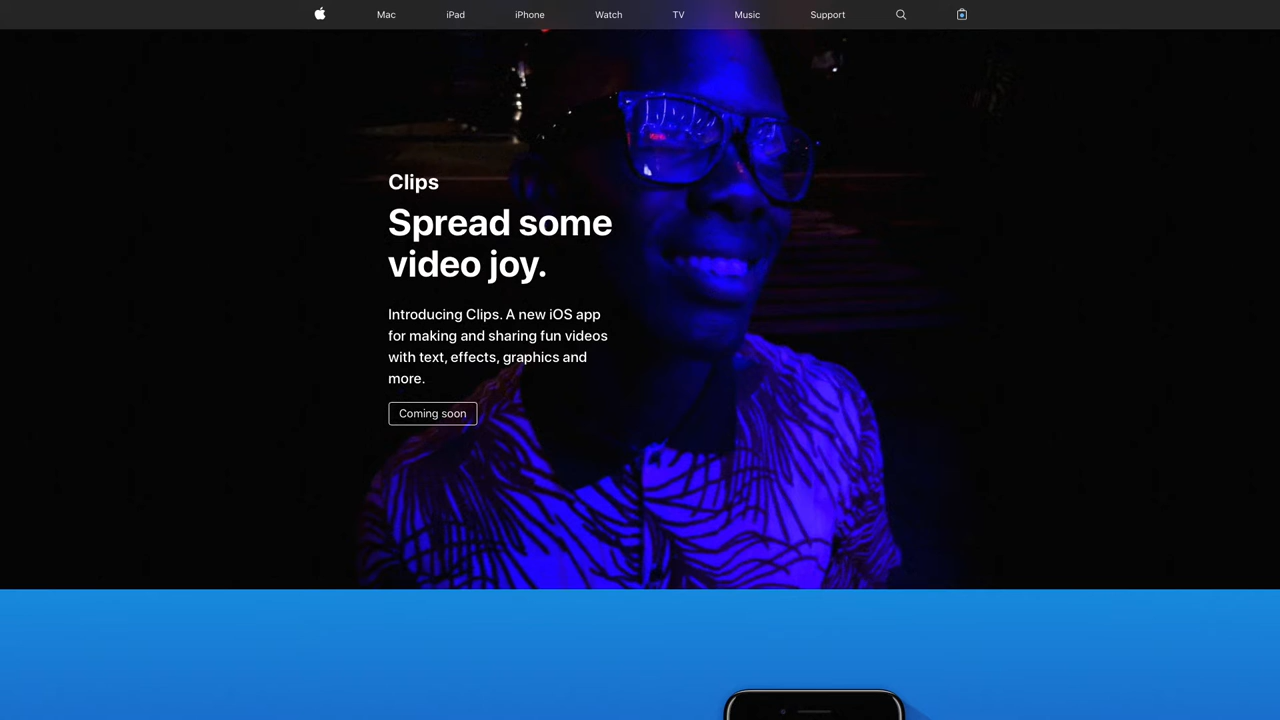 Mac iPad iPhone Watch TV Music Support
Clips
Spread some
video joy.
Introducing Clips. A new iOS app
for making and sharing fun videos
with text, effects, graphics and
more.
Coming soon